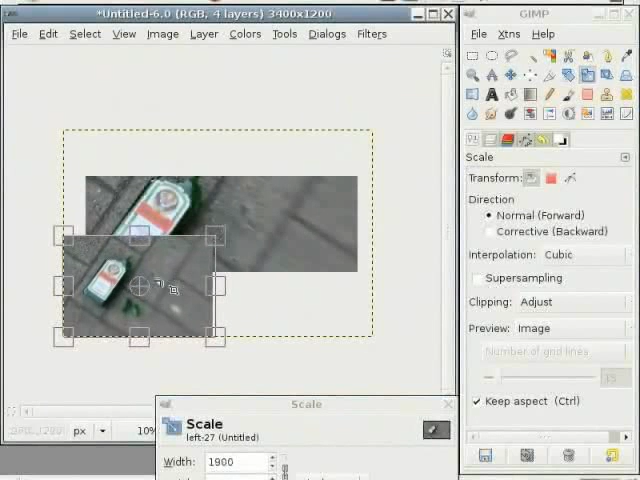 *Untitled-6.0 (RGB, 4 layers) 3400x1200
File Edit Select View Image Layer Colors Tools Dialogs Filters
px
10%
Scale
Scale
left-27 (Untitled)
Width: 1900
GIMP
File Xtns Help
Scale
Transform:
Direction
Normal (Forward)
Corrective (Backward)
Interpolation: Cubic
Supersampling
Clipping: Adjust
Preview: Image
Number of grid lines
15
Keep aspect (Ctrl)